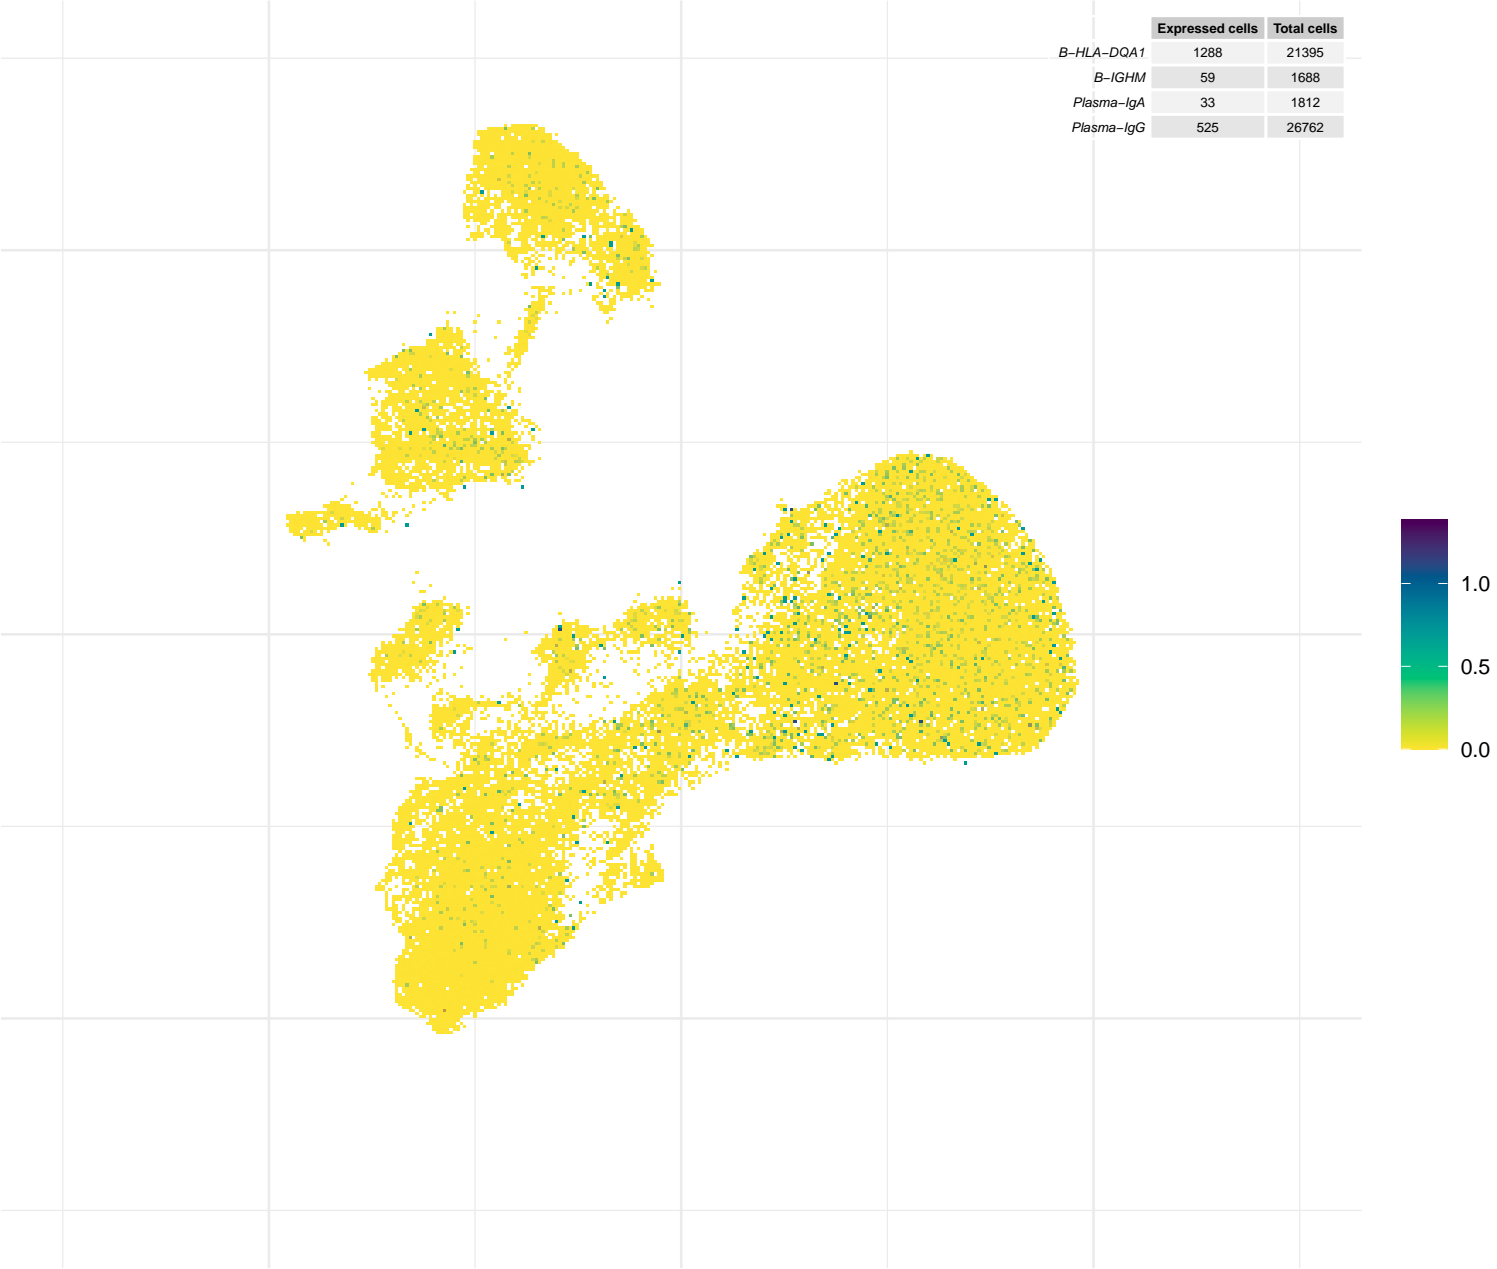 Expressed cells Total cells
B−HLA−DQA1 1288 21395
B−IGHM 59 1688
Plasma−IgA 33 1812
Plasma−IgG 525 26762
1.0
0.5
0.0